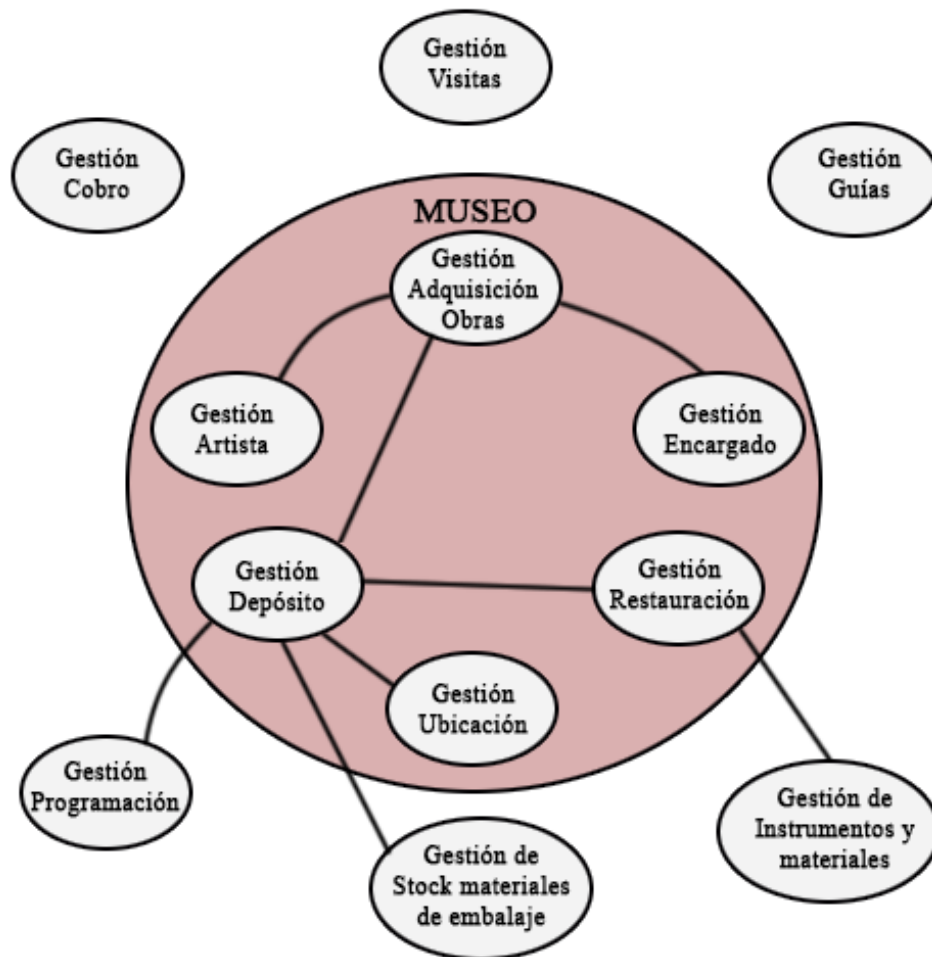 Gestión
Visitas
Gestión
Cobro
Gestión
Guías
MUSEO
Gestión
Adquisición
Obras
Gestión
Artista
Gestión
Encargado
Gestión
Depósito
Gestión
Restauración
Gestión
Ubicación
Gestión
Programación
Gestión de
Stock materiales
de embalaje
Gestión de
Instrumentos y
materiales